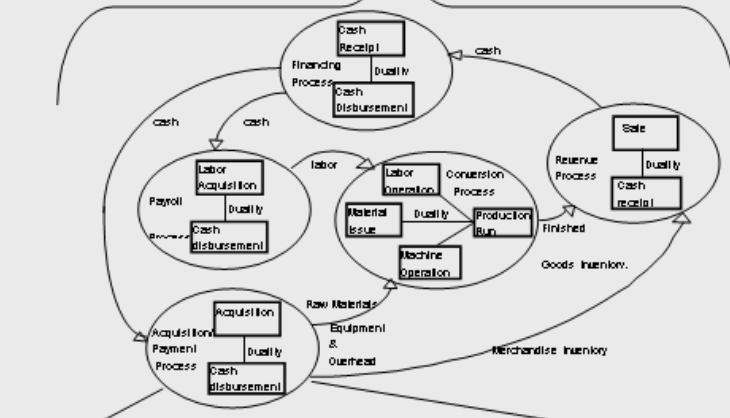 Cash
Receipt
Financing
Process
Duality
Cash
Disbursement
cash
cash
cash
Sale
Revenue
Process
Duality
Cash
receipt
Labor
Acquisition
Payroll
Duality
Process
Cash
disbursement
labor
Labor
Operation
Conversion
Process
Material
Issue
Duality
Production
Run
Machine
Operation
Finished
Goods Inventory.
Raw Materials
Equipment
&
Overhead
Merchandise Inventory
Acquisition
Acquisition/
Payment
Process
Duality
Cash
disbursement